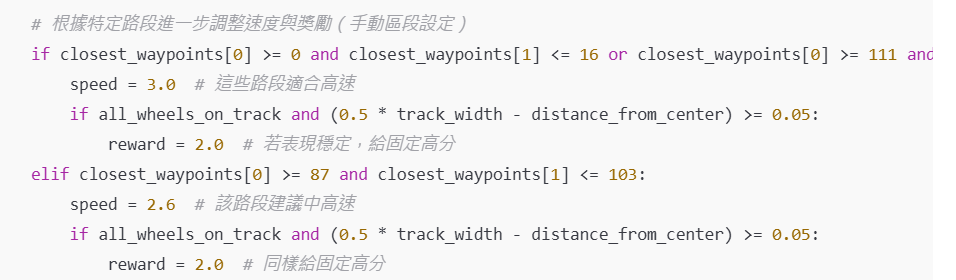 # 根據特定路段進一步調整速度與獎勵（手動區段設定）
if closest_waypoints[0] >= 0 and closest_waypoints[1] <= 16 or closest_waypoints[0] >= 111 and
speed = 3.0  # 這些路段適合高速
if all_wheels_on_track and (0.5 * track_width - distance_from_center) >= 0.05:
reward = 2.0  # 若表現穩定，給固定高分
elif closest_waypoints[0] >= 87 and closest_waypoints[1] <= 103:
speed = 2.6  # 該路段建議中高速
if all_wheels_on_track and (0.5 * track_width - distance_from_center) >= 0.05:
reward = 2.0  # 同樣給固定高分